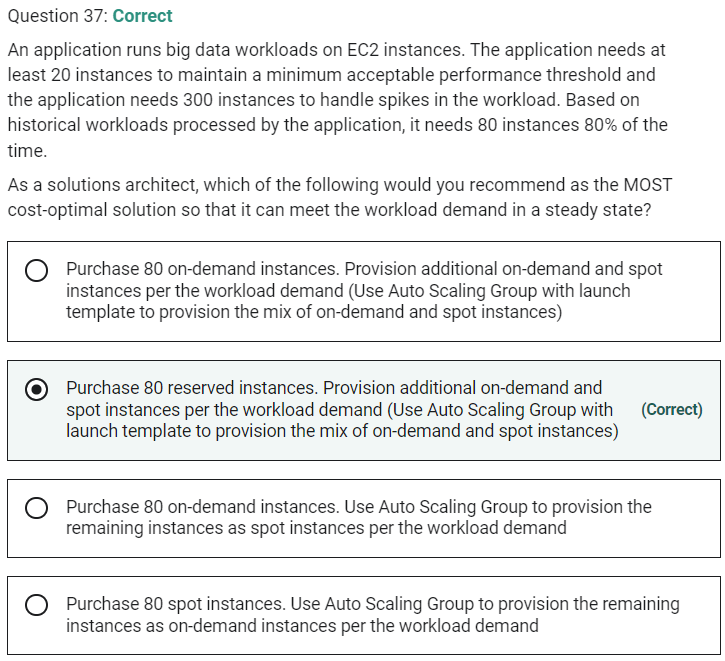 Question 37: Correct
An application runs big data workloads on EC2 instances. The application needs at
least 20 instances to maintain a minimum acceptable performance threshold and
the application needs 300 instances to handle spikes in the workload. Based on
historical workloads processed by the application, it needs 80 instances 80% of the
time.
As a solutions architect, which of the following would you recommend as the MOST
cost-optimal solution so that it can meet the workload demand in a steady state?
Purchase 80 on-demand instances. Provision additional on-demand and spot
instances per the workload demand (Use Auto Scaling Group with launch
template to provision the mix of on-demand and spot instances)
Purchase 80 reserved instances. Provision additional on-demand and
spot instances per the workload demand (Use Auto Scaling Group with
launch template to provision the mix of on-demand and spot instances)
(Correct)
Purchase 80 on-demand instances. Use Auto Scaling Group to provision the
remaining instances as spot instances per the workload demand
Purchase 80 spot instances. Use Auto Scaling Group to provision the remaining
instances as on-demand instances per the workload demand